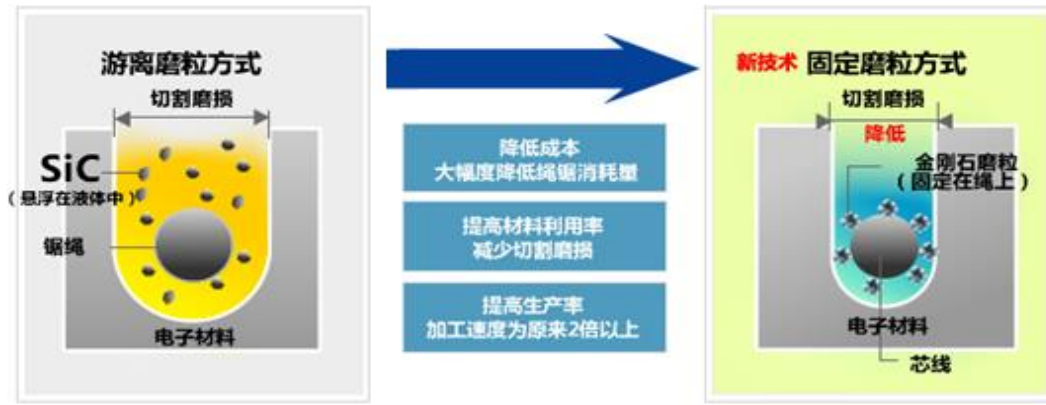 游离磨粒方式
切割磨损
SiC
（悬浮在液体中）
锯绳
电子材料
降低成本
大幅度降低绳锯消耗量
提高材料利用率
减少切割磨损
提高生产率
加工速度为原来2倍以上
新技术 固定磨粒方式
切割磨损
降低
金刚石磨粒
（固定在绳上）
电子材料
芯线